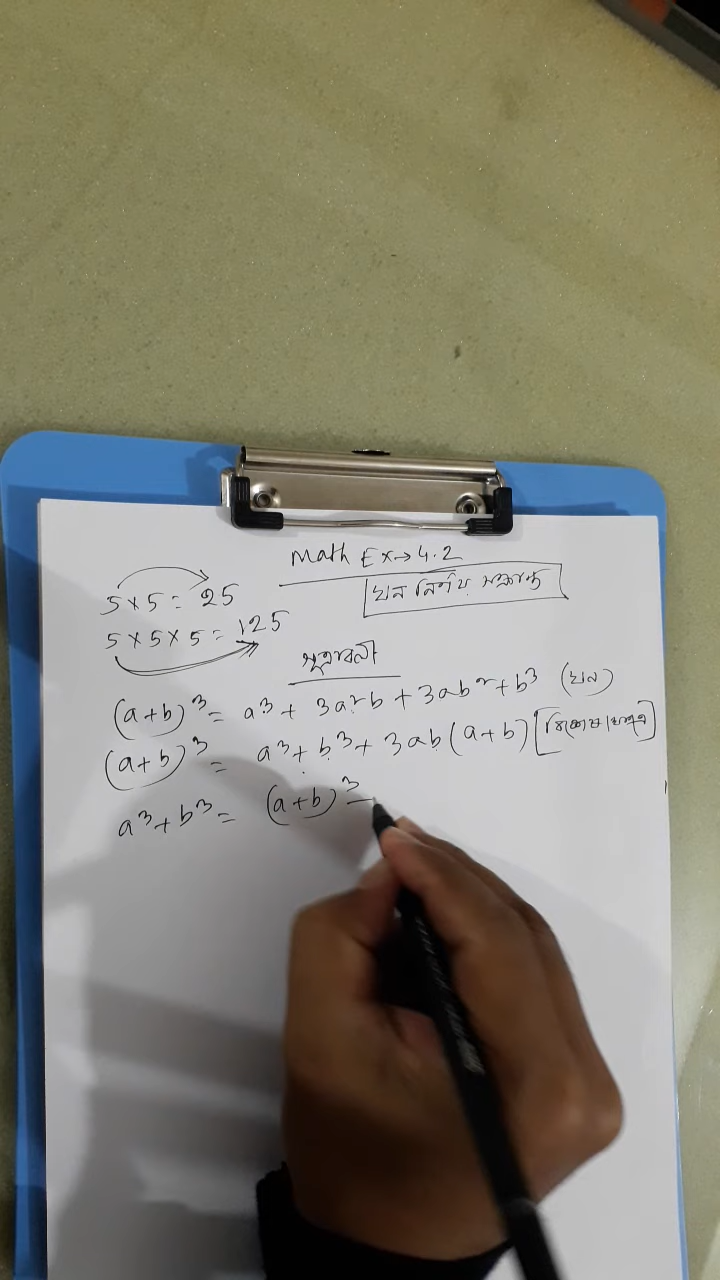 Math Ex→4.2
ঘন নির্ণয় সংক্রান্ত
5 × 5 = 25
5 × 5 × 5 = 125
সূত্রাবলী
(a+b)³ = a³ + 3a²b + 3ab² + b³ (ঘন)
(a+b)³ = a³ + b³ + 3ab(a+b)
a³ + b³ = (a+b)³ –